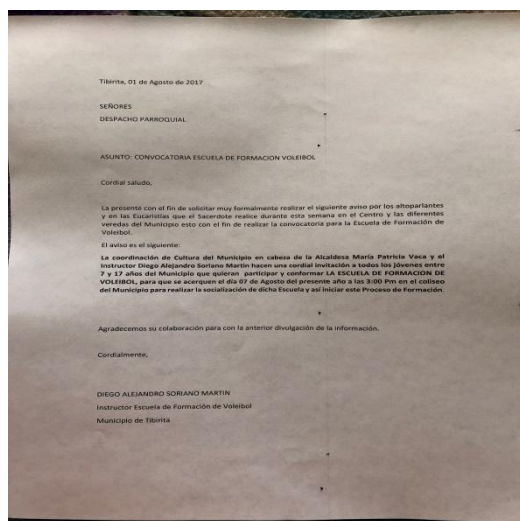 Tibirita, 01 de Agosto de 2017
SEÑORES
DESPACHO PARROQUIAL
ASUNTO: CONVOCATORIA ESCUELA DE FORMACION VOLEIBOL
Cordial saludo,
La presente con el fin de solicitar muy formalmente realizar el siguiente aviso por los altoparlantes
y en las Eucaristías que el Sacerdote realice durante esta semana en el Centro y las diferentes
veredas del Municipio esto con el fin de realizar la convocatoria para la Escuela de Formación de
Voleibol.
El aviso es el siguiente:
La coordinación de Cultura del Municipio en cabeza de la Alcaldesa María Patricia Vaca y el
Instructor Diego Alejandro Soriano Martin hacen una cordial invitación a todos los jóvenes entre
7 y 17 años del Municipio que quieran participar y conformar LA ESCUELA DE FORMACION DE
VOLEIBOL, para que se acerquen el día 07 de Agosto del presente año a las 3:00 Pm en el coliseo
del Municipio para realizar la socialización de dicha Escuela y así iniciar este Proceso de Formación.
Agradecemos su colaboración para con la anterior divulgación de la información.
Cordialmente,
DIEGO ALEJANDRO SORIANO MARTIN
Instructor Escuela de Formación de Voleibol
Municipio de Tibirita